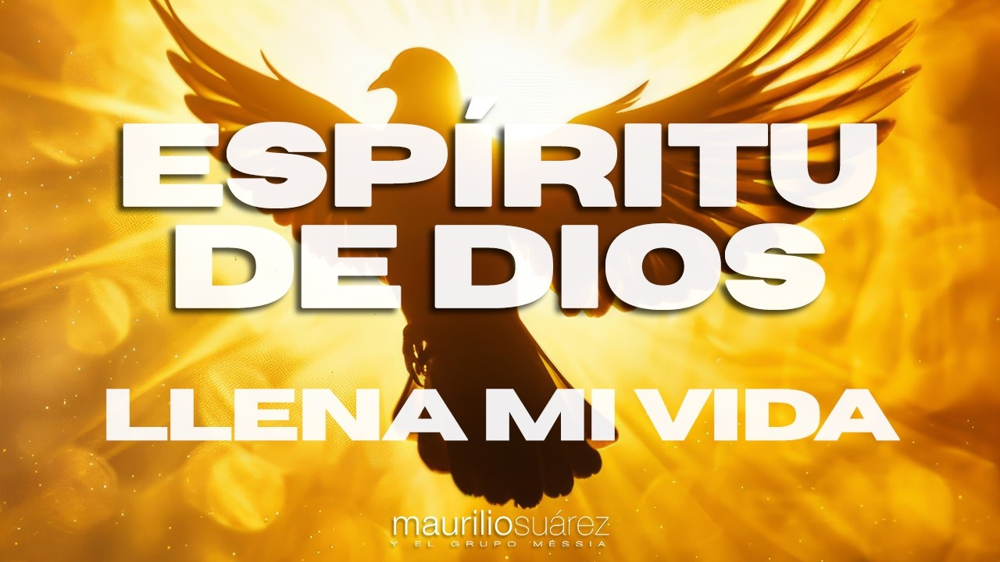 ESPÍRITU
DE DIOS
LLENA MI VIDA
mauriliosuárez
Y EL GRUPO MÉSSIA